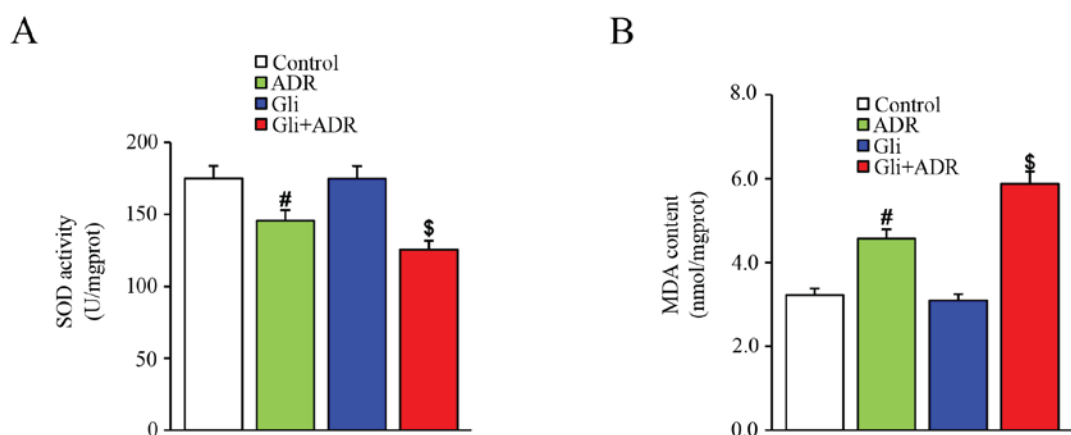 A
Control
ADR
Gli
Gli+ADR
200
150
100
50
0
SOD activity
(U/mgprot)
#
$
B
8.0
6.0
4.0
2.0
0.0
Control
ADR
Gli
Gli+ADR
MDA content
(nmol/mgprot)
#
$